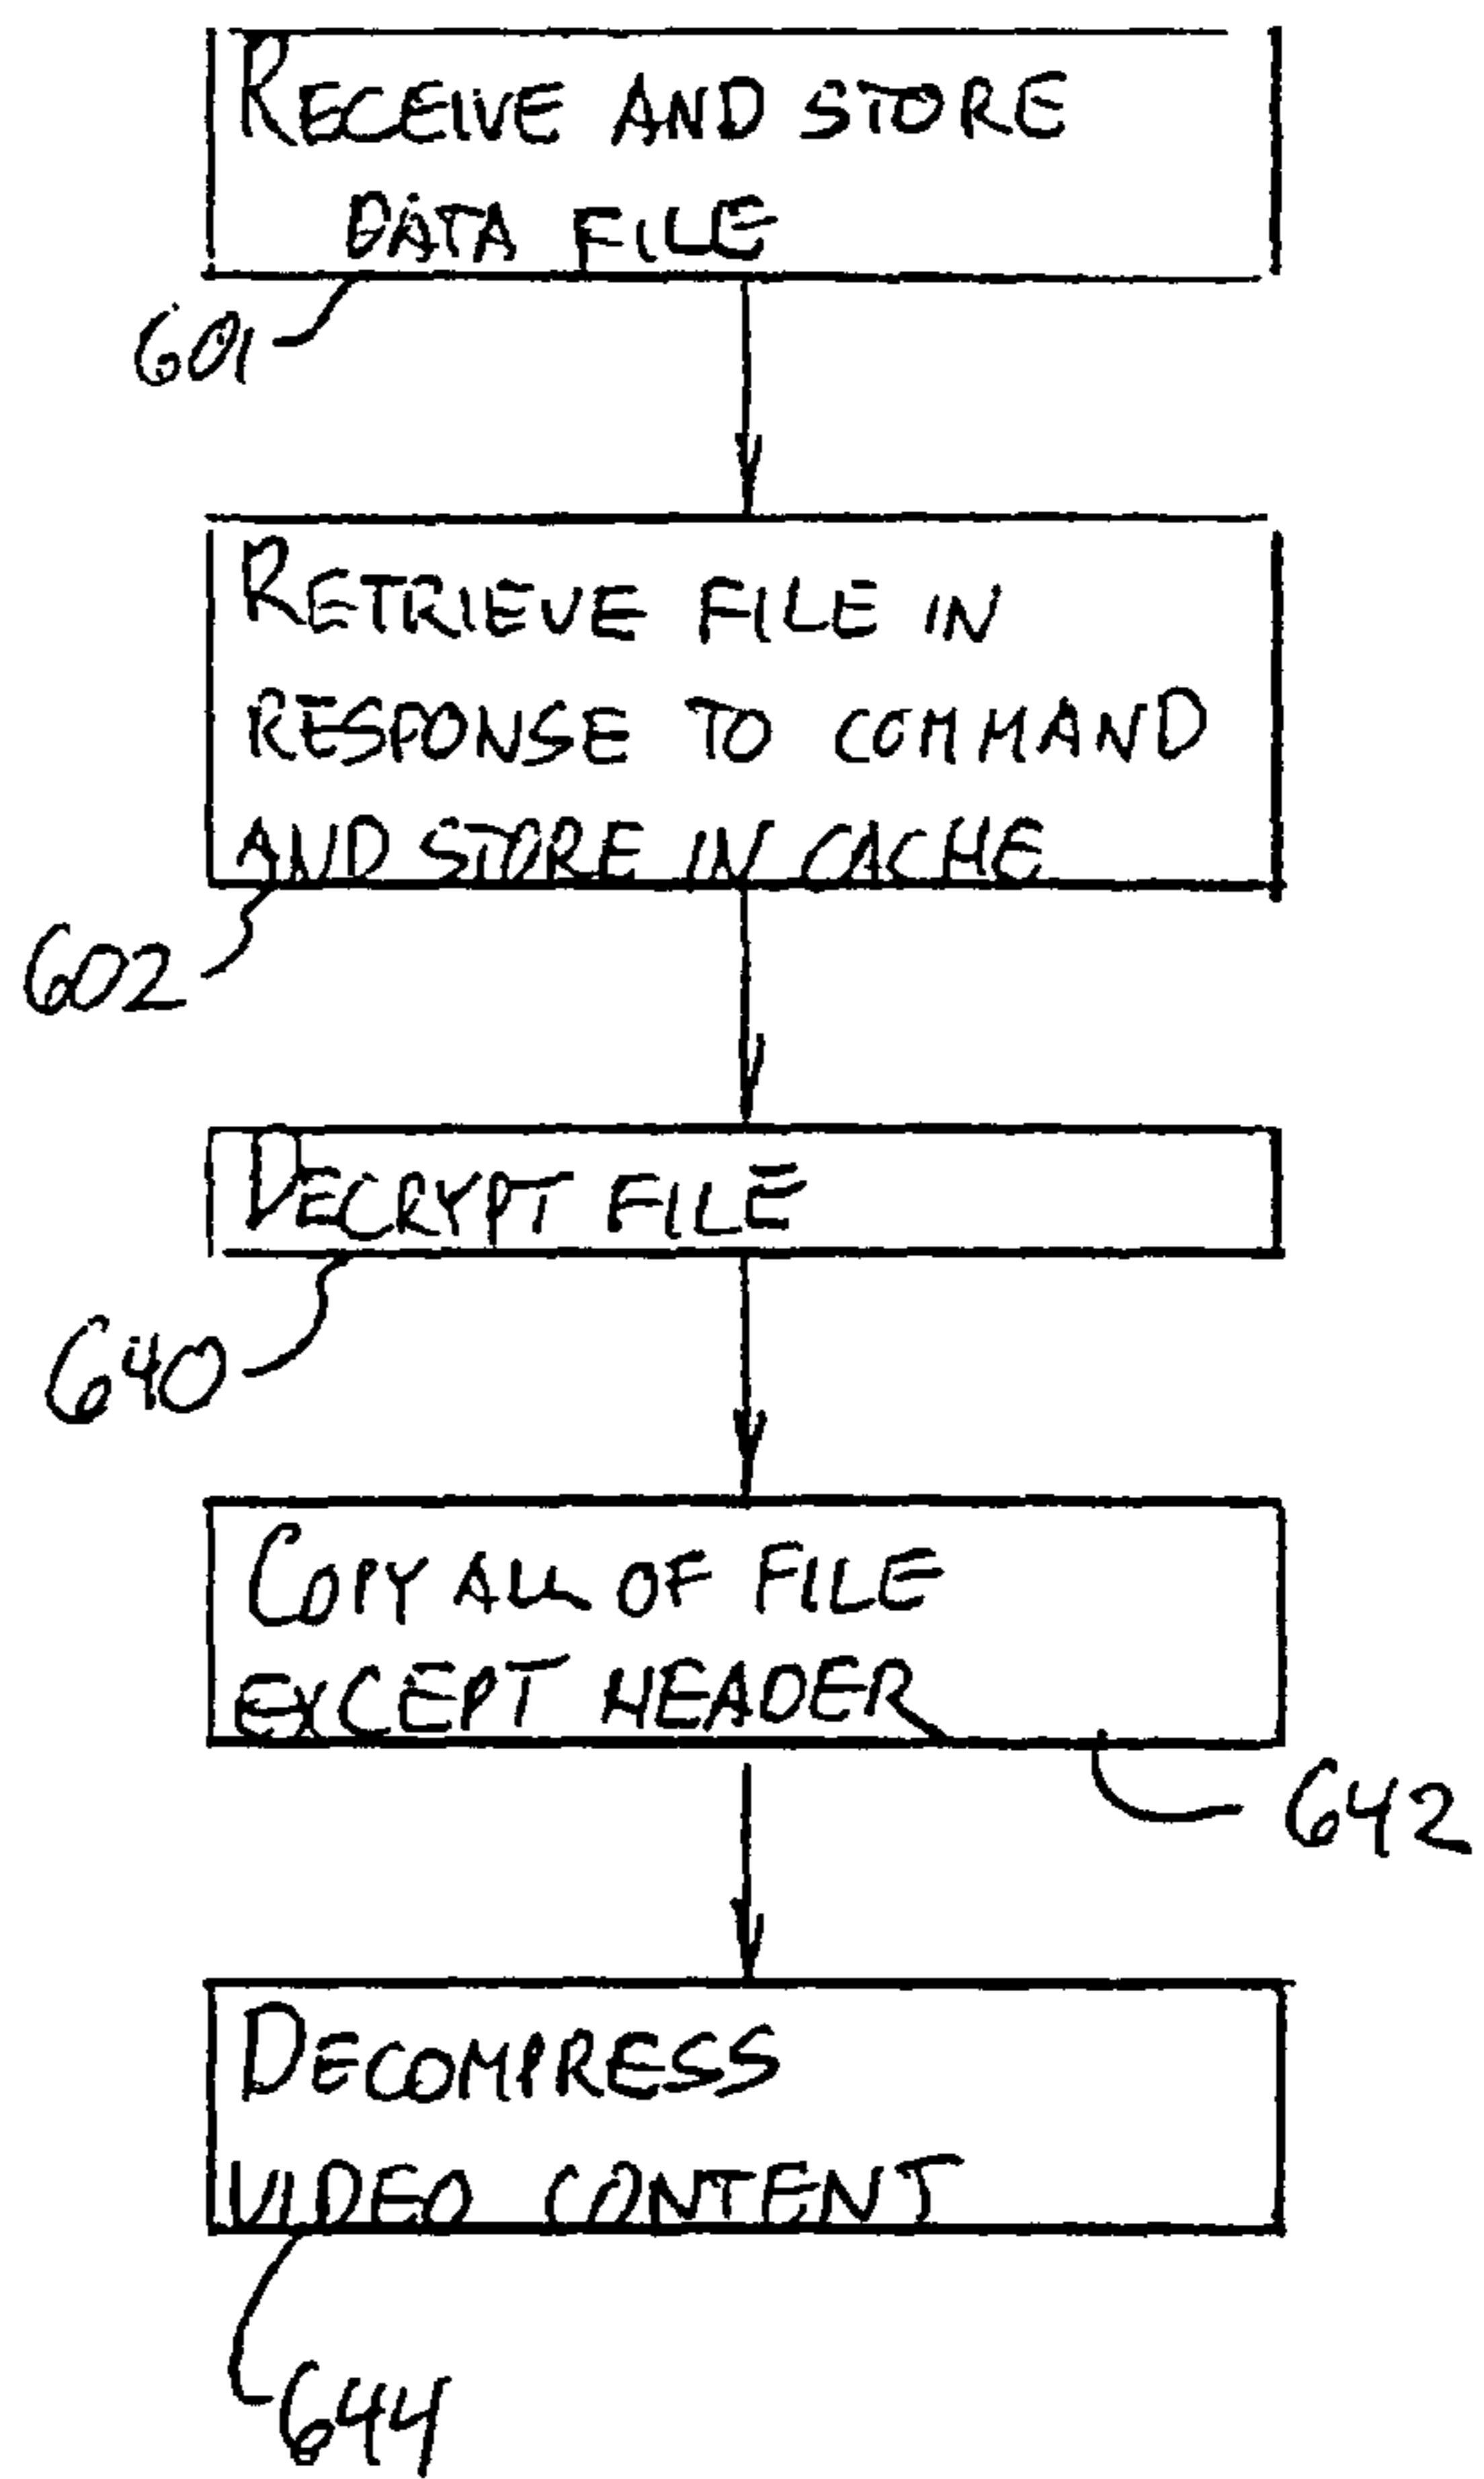 RECEIVE AND STORE
DATA FILE
601
RETRIEVE FILE IN
RESPONSE TO COMMAND
AND STORE IN CACHE
602
DECRYPT FILE
640
COPY ALL OF FILE
EXCEPT HEADER
642
DECOMPRESS
VIDEO CONTENT
644